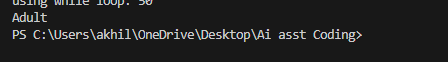 using while loop: 50
Adult
PS C:\Users\akhil\OneDrive\Desktop\Ai asst Coding>